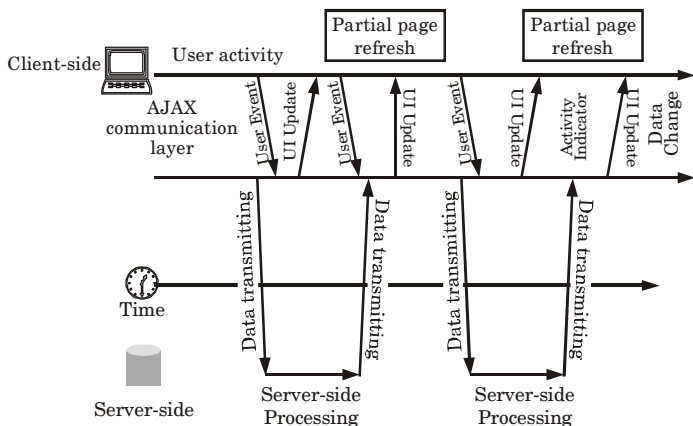 Partial page
refresh
Partial page
refresh
Client-side
User activity
AJAX
communication
layer
User Event
UI Update
User Event
UI Update
User Event
UI Update
Activity
Indicator
UI Update
Data
Change
Data transmitting
Data transmitting
Data transmitting
Data transmitting
Time
Server-side
Server-side
Processing
Server-side
Processing